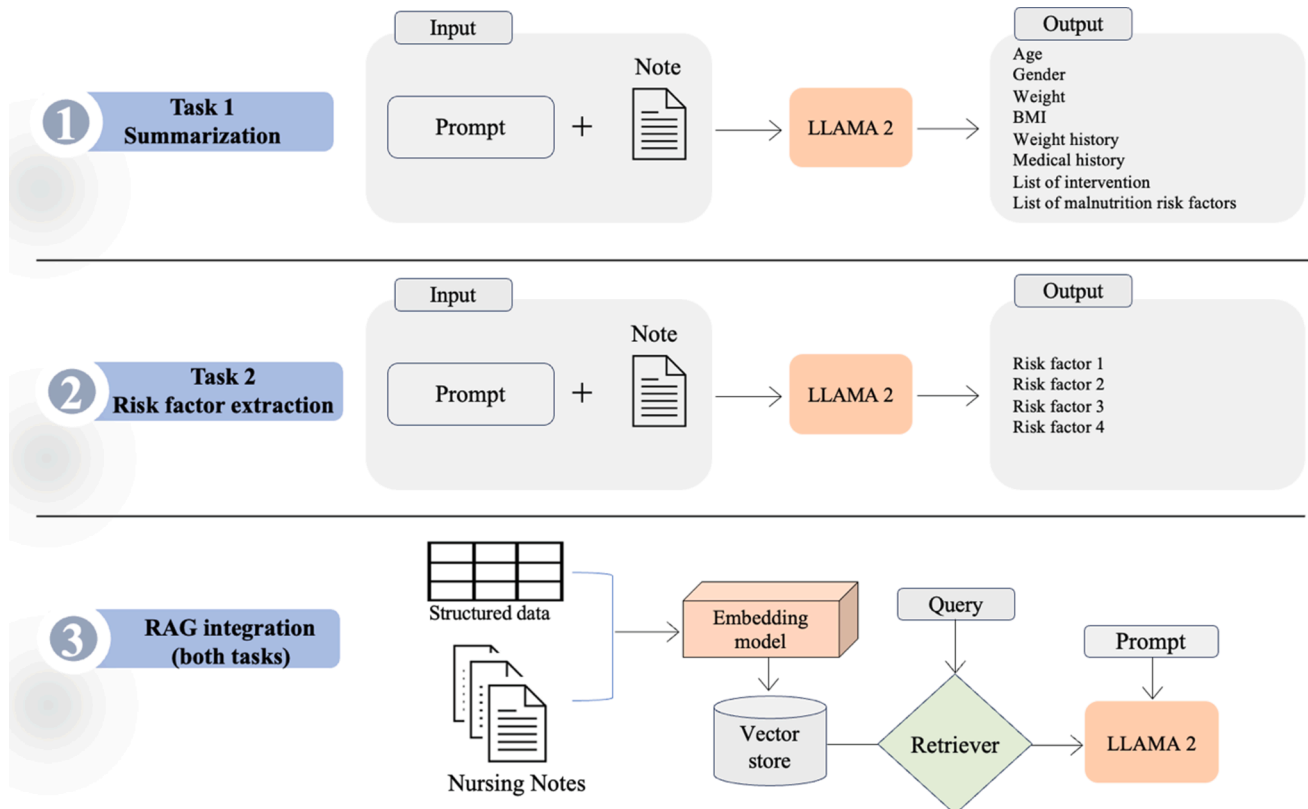 1
Task 1
Summarization
Input
Prompt
+
Note
LLAMA 2
Output
Age
Gender
Weight
BMI
Weight history
Medical history
List of intervention
List of malnutrition risk factors
2
Task 2
Risk factor extraction
Input
Prompt
+
Note
LLAMA 2
Output
Risk factor 1
Risk factor 2
Risk factor 3
Risk factor 4
3
RAG integration
(both tasks)
Structured data
Nursing Notes
Embedding
model
Vector
store
Query
Retriever
Prompt
LLAMA 2